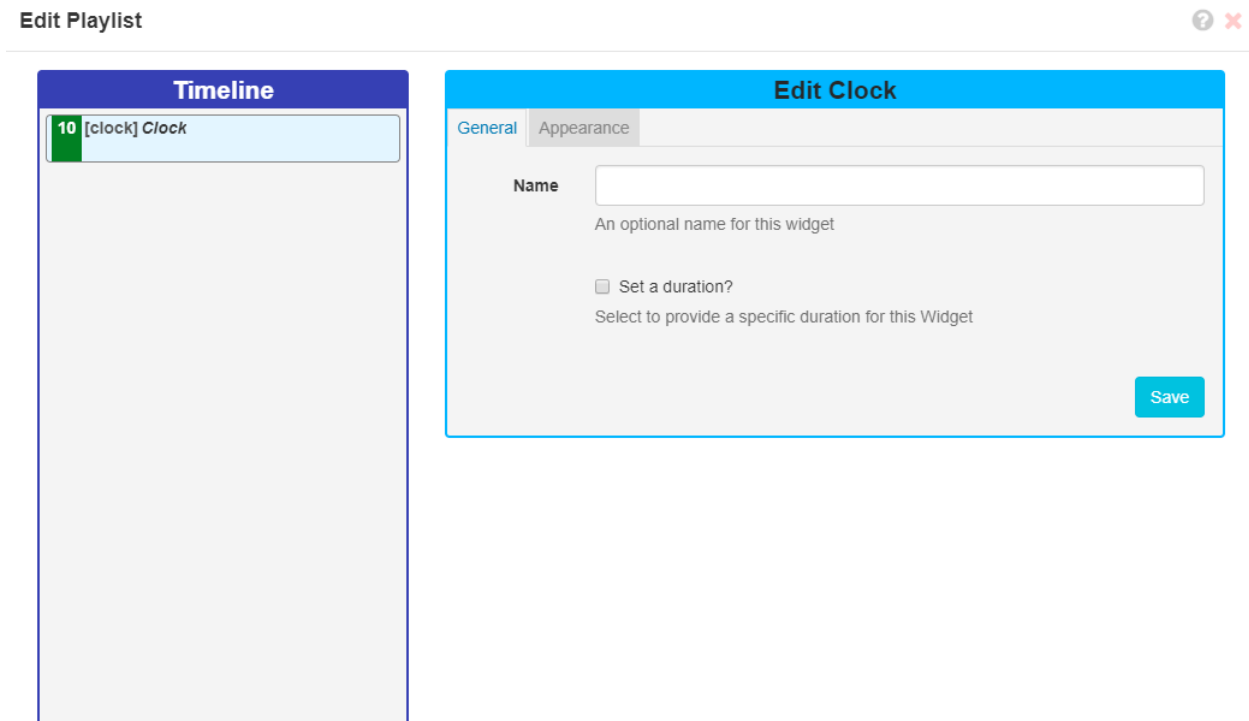 Edit Playlist
Timeline
10 [clock] Clock
Edit Clock
General Appearance
Name
An optional name for this widget
Set a duration?
Select to provide a specific duration for this Widget
Save